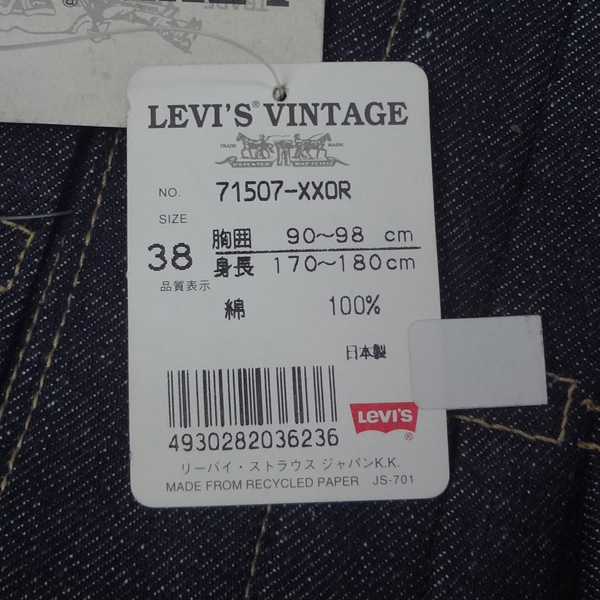 LEVI'S® VINTAGE
TRADE MARK
NO. 71507-XXOR
SIZE
38 胸囲 90~98 cm
身長 170~180cm
品質表示
綿 100%
日本製
LEVI'S®
4930282036236
リーバイ・ストラウス ジャパンK.K.
MADE FROM RECYCLED PAPER JS-701